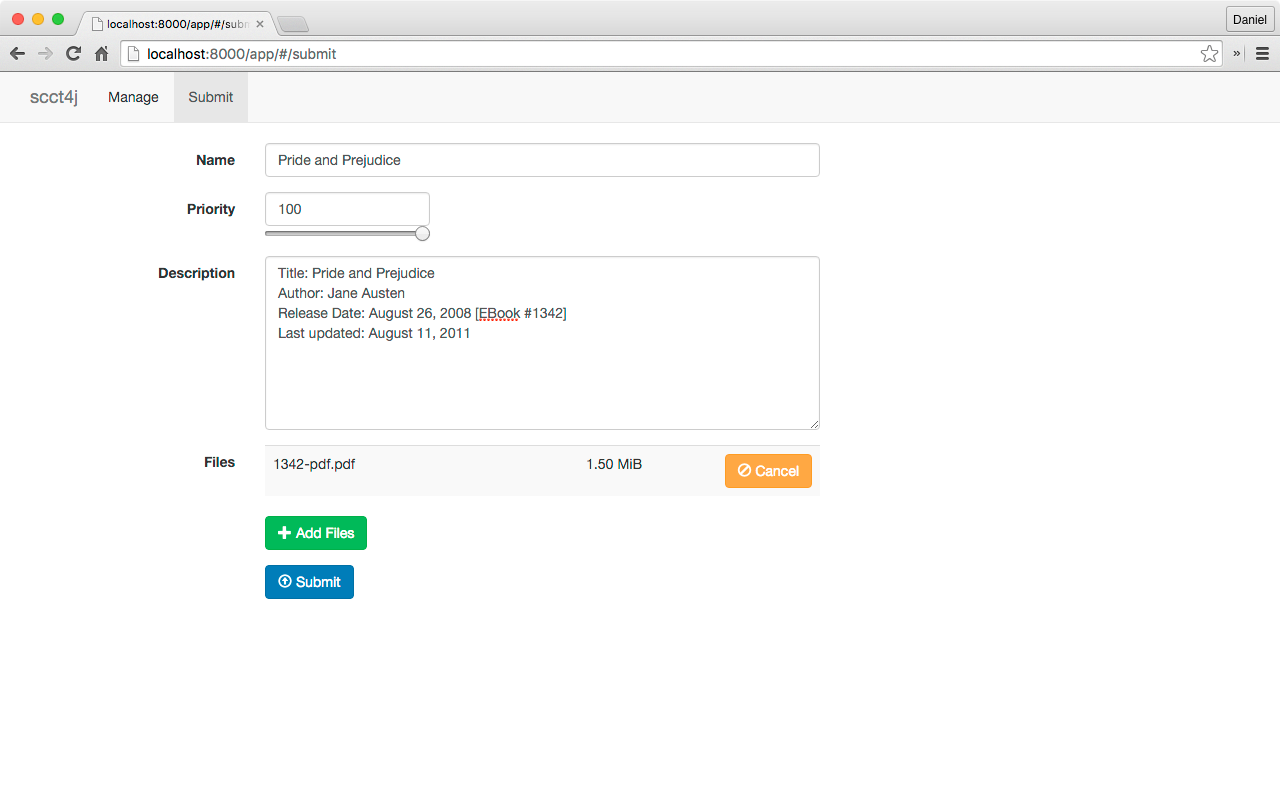 localhost:8000/app/#/subm
Daniel
localhost:8000/app/#/submit
scct4j Manage Submit
Name Pride and Prejudice
Priority 100
Description Title: Pride and Prejudice
Author: Jane Austen
Release Date: August 26, 2008 [EBook #1342]
Last updated: August 11, 2011
Files 1342-pdf.pdf 1.50 MiB Cancel
Add Files
Submit